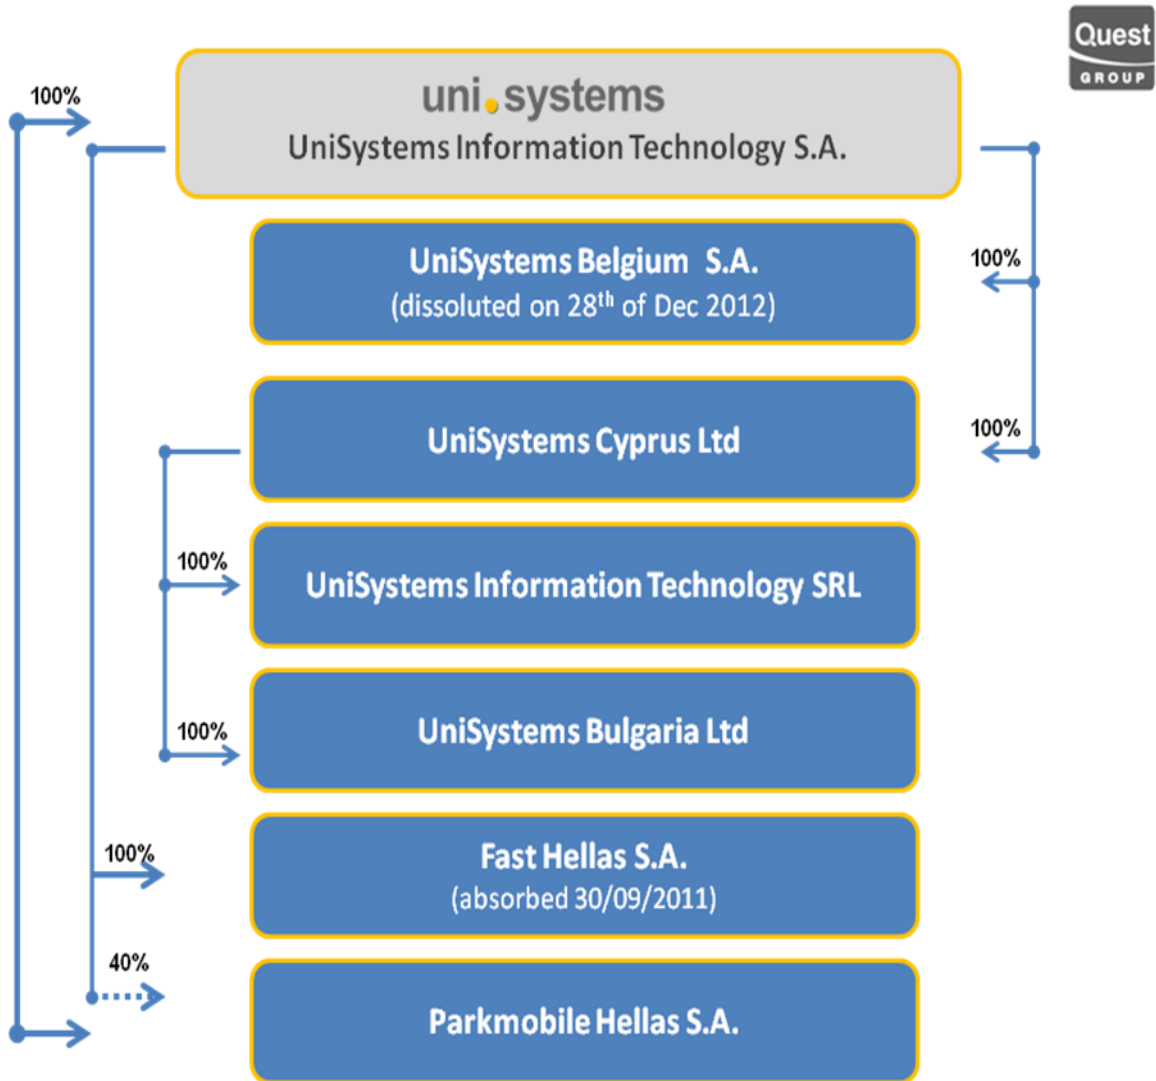 Quest
GROUP
100%
uni.systems
UniSystems Information Technology S.A.
UniSystems Belgium S.A.
100%
(dissoluted on 28th of Dec 2012)
UniSystems Cyprus Ltd
100%
100%
UniSystems Information Technology SRL
100%
UniSystems Bulgaria Ltd
100%
Fast Hellas S.A.
(absorbed 30/09/2011)
40%
Parkmobile Hellas S.A.